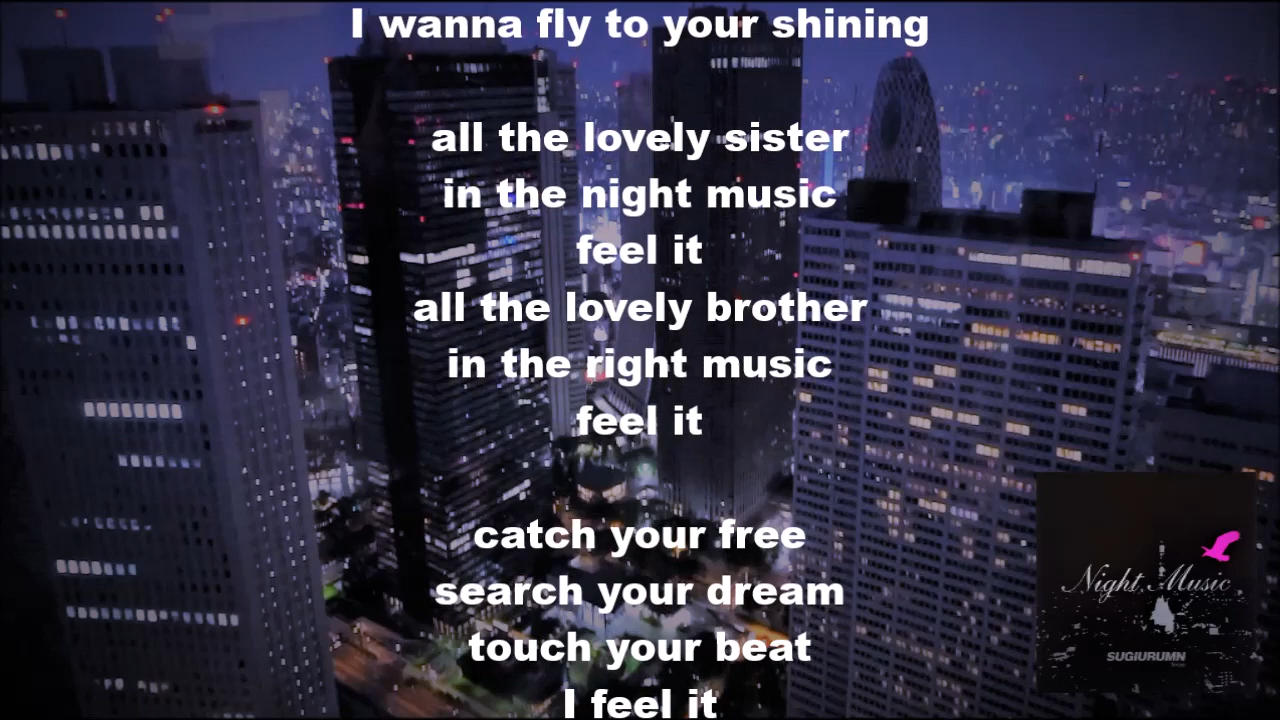 I wanna fly to your shining
all the lovely sister
in the night music
feel it
all the lovely brother
in the right music
feel it
catch your free
search your dream
touch your beat
I feel it
Night Music
SUGIURUMN